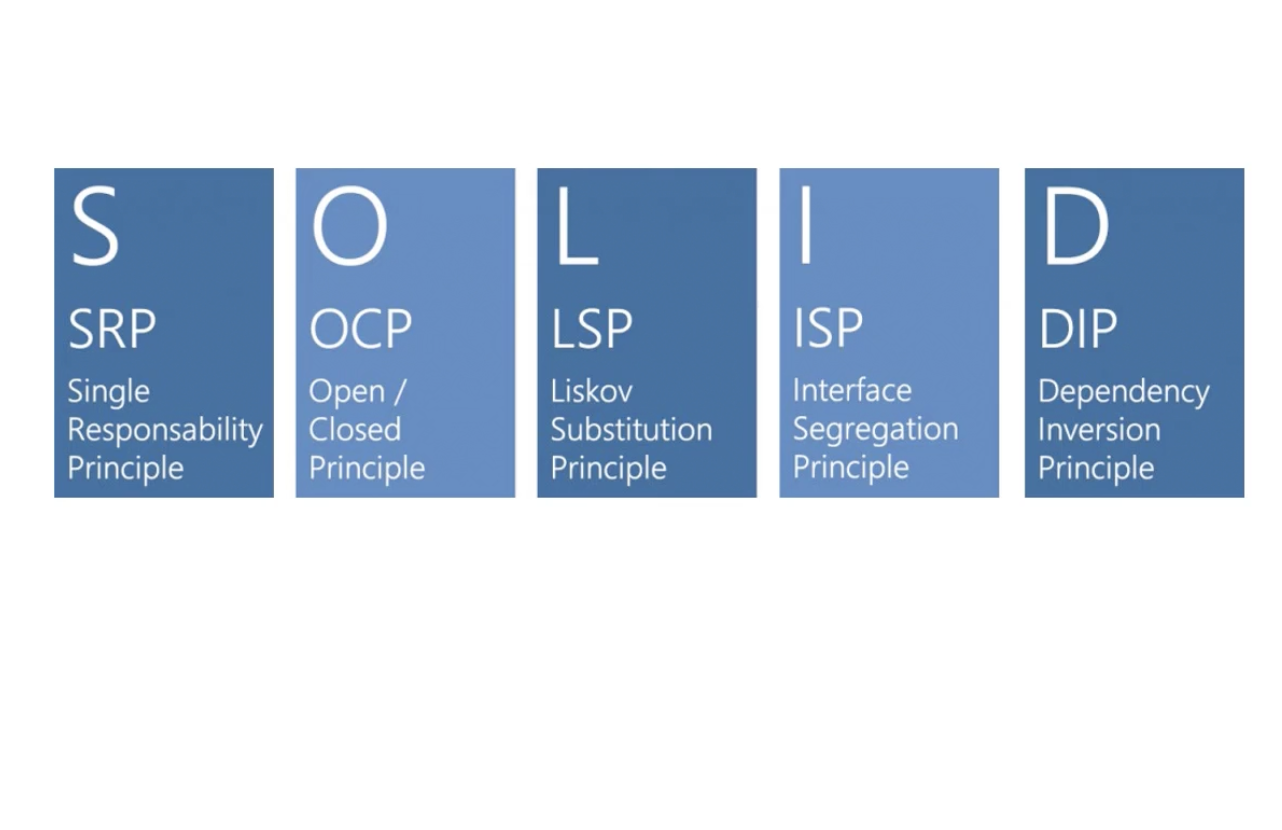 S
SRP
Single
Responsability
Principle
O
OCP
Open /
Closed
Principle
L
LSP
Liskov
Substitution
Principle
I
ISP
Interface
Segregation
Principle
D
DIP
Dependency
Inversion
Principle